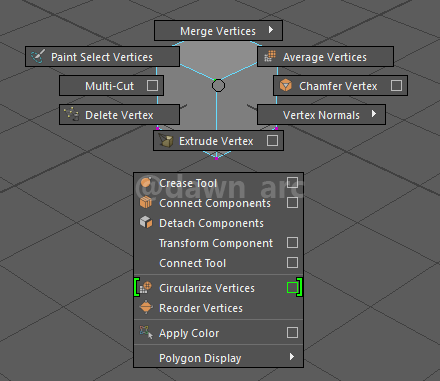 Merge Vertices
Paint Select Vertices
Average Vertices
Multi-Cut
Chamfer Vertex
Delete Vertex
Vertex Normals
Extrude Vertex
@dawn_arc
Crease Tool
Connect Components
Detach Components
Transform Component
Connect Tool
Circularize Vertices
Reorder Vertices
Apply Color
Polygon Display